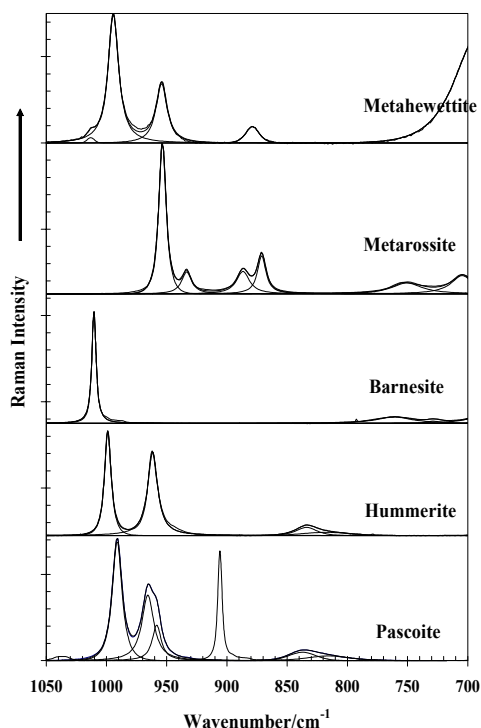 Metahewettite
Metarossite
Barnesite
Hummerite
Pascoite
Raman Intensity
1050 1000 950 900 850 800 750 700
Wavenumber/cm-1